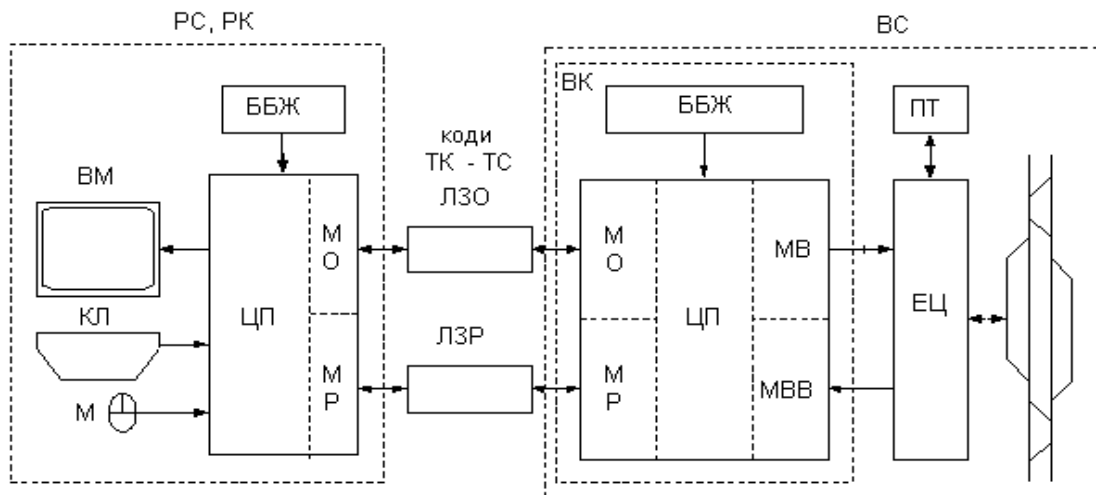 РС, РК
ВС
ББЖ
ВМ
КЛ
М
ЦП
М
О
М
Р
коди
ТК - ТС
ЛЗО
ЛЗР
ВК
ББЖ
М
О
М
Р
ЦП
МВ
МВВ
ПТ
ЕЦ